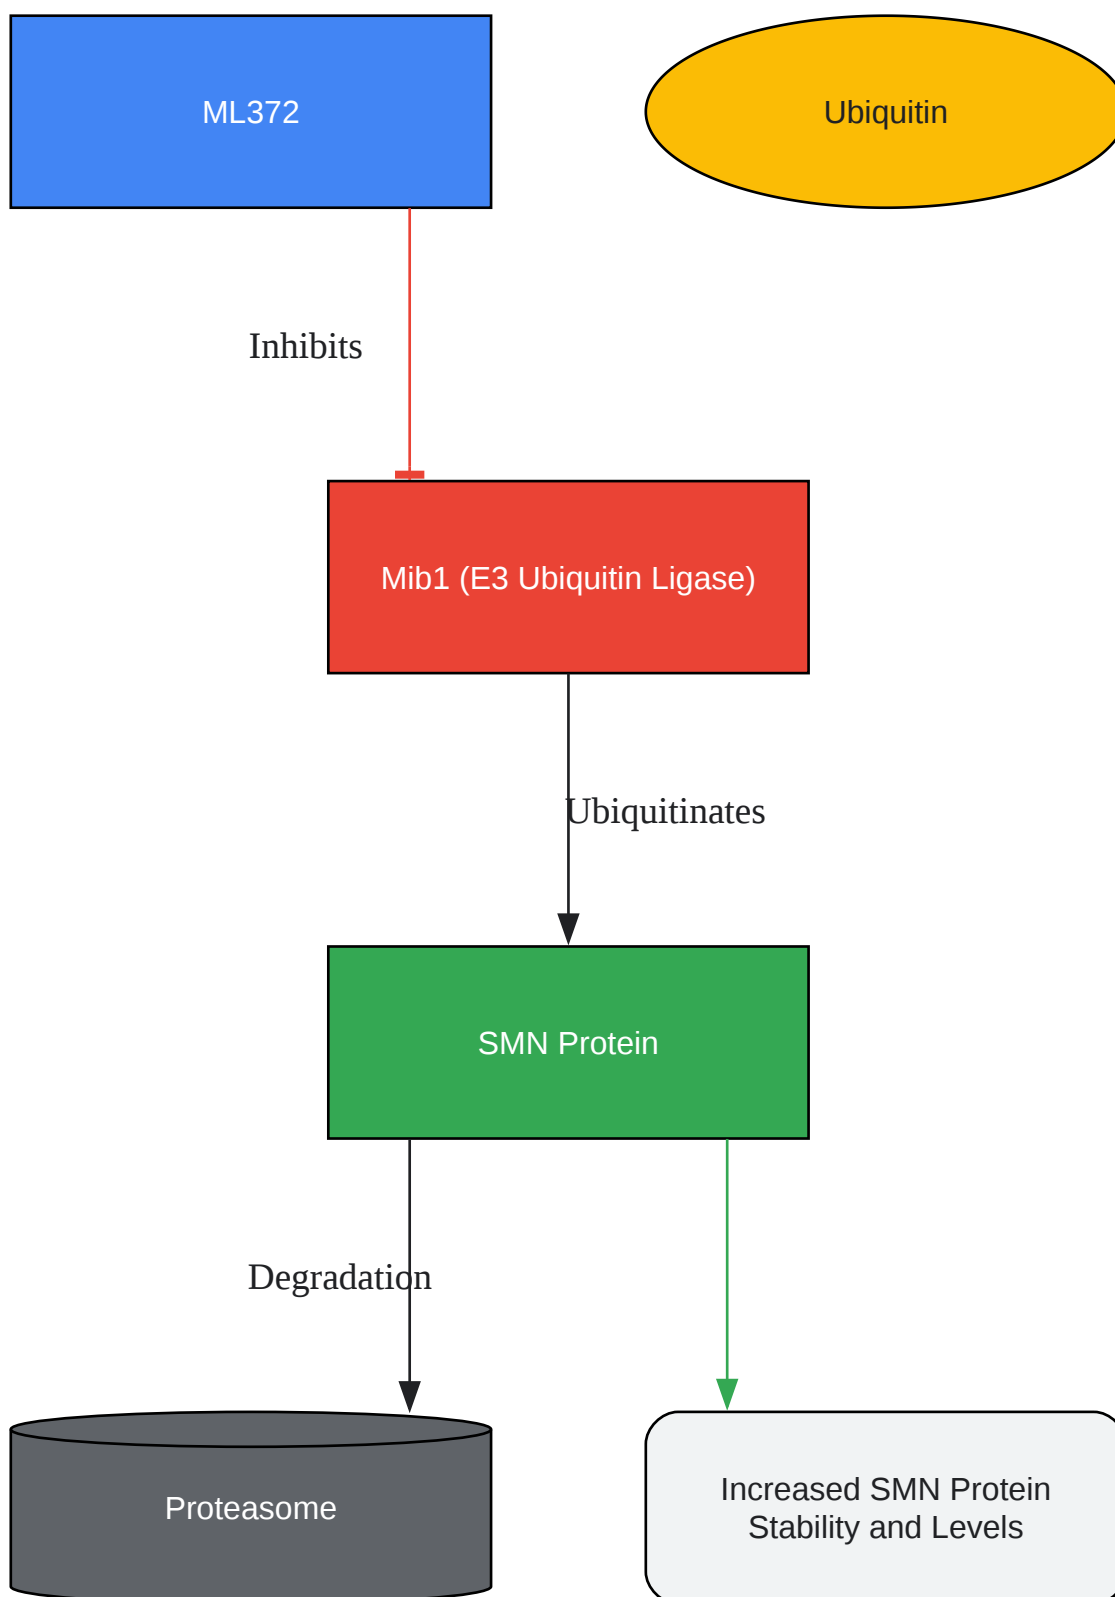 ML372
Ubiquitin
Inhibits
Mib1 (E3 Ubiquitin Ligase)
Ubiquitinates
SMN Protein
Degradation
Proteasome
Increased SMN Protein
Stability and Levels